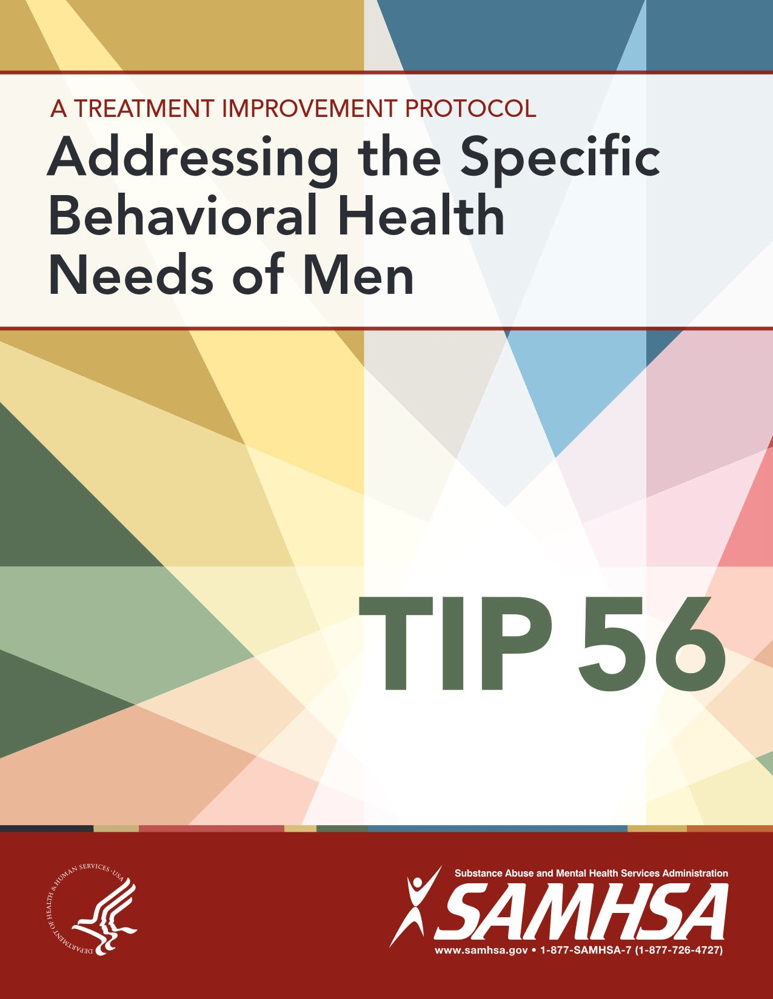 A TREATMENT IMPROVEMENT PROTOCOL
Addressing the Specific
Behavioral Health
Needs of Men
TIP 56
DEPARTMENT OF HEALTH & HUMAN SERVICES · USA
Substance Abuse and Mental Health Services Administration
SAMHSA
www.samhsa.gov • 1-877-SAMHSA-7 (1-877-726-4727)